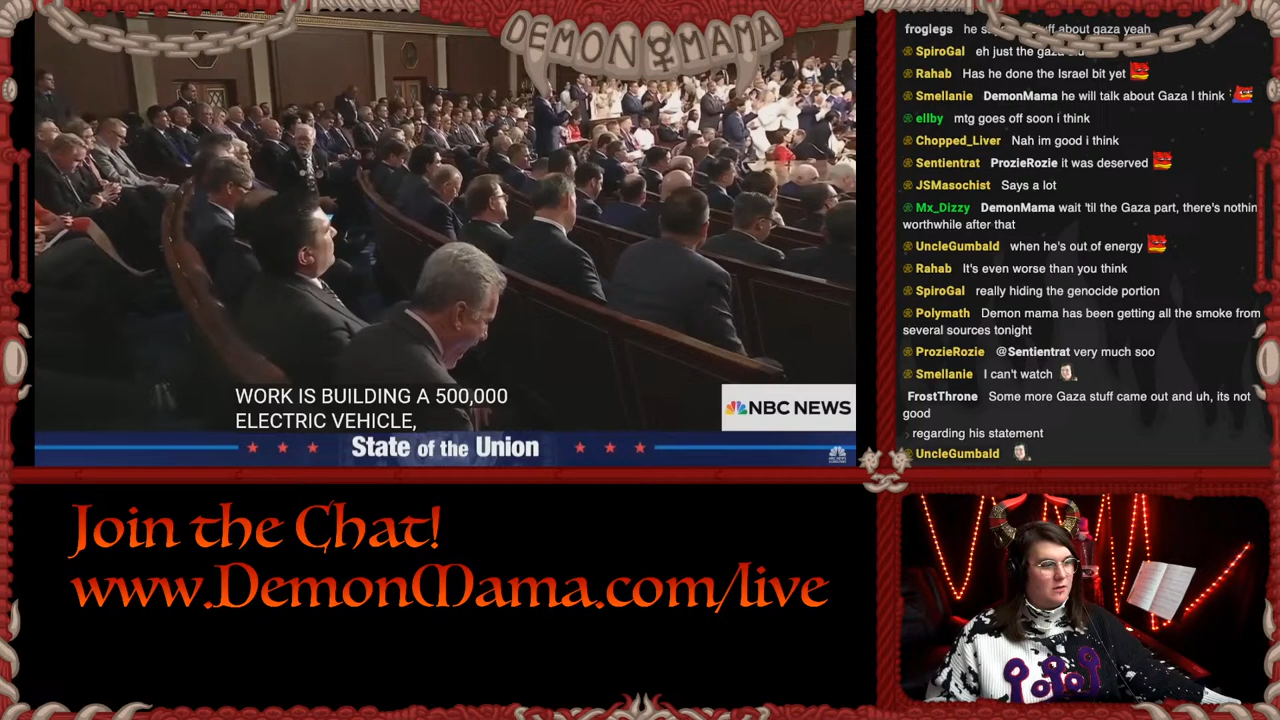 DEMON MAMA
WORK IS BUILDING A 500,000
ELECTRIC VEHICLE,
NBC NEWS
State of the Union
Join the Chat!
www.DemonMama.com/live
froglegs he about gaza yeah
SpiroGal eh just the gaza
Rahab Has he done the Israel bit yet
Smellanie DemonMama he will talk about Gaza I think
ellby mtg goes off soon i think
Chopped_Liver Nah im good i think
Sentientrat ProzieRozie it was deserved
JSMasochist Says a lot
Mx_Dizzy DemonMama wait 'til the Gaza part, there's nothin
worthwhile after that
UncleGumbald when he's out of energy
Rahab It's even worse than you think
SpiroGal really hiding the genocide portion
Polymath Demon mama has been getting all the smoke from
several sources tonight
ProzieRozie @Sentientrat very much soo
Smellanie I can't watch
FrostThrone Some more Gaza stuff came out and uh, its not
good
regarding his statement
UncleGumbald